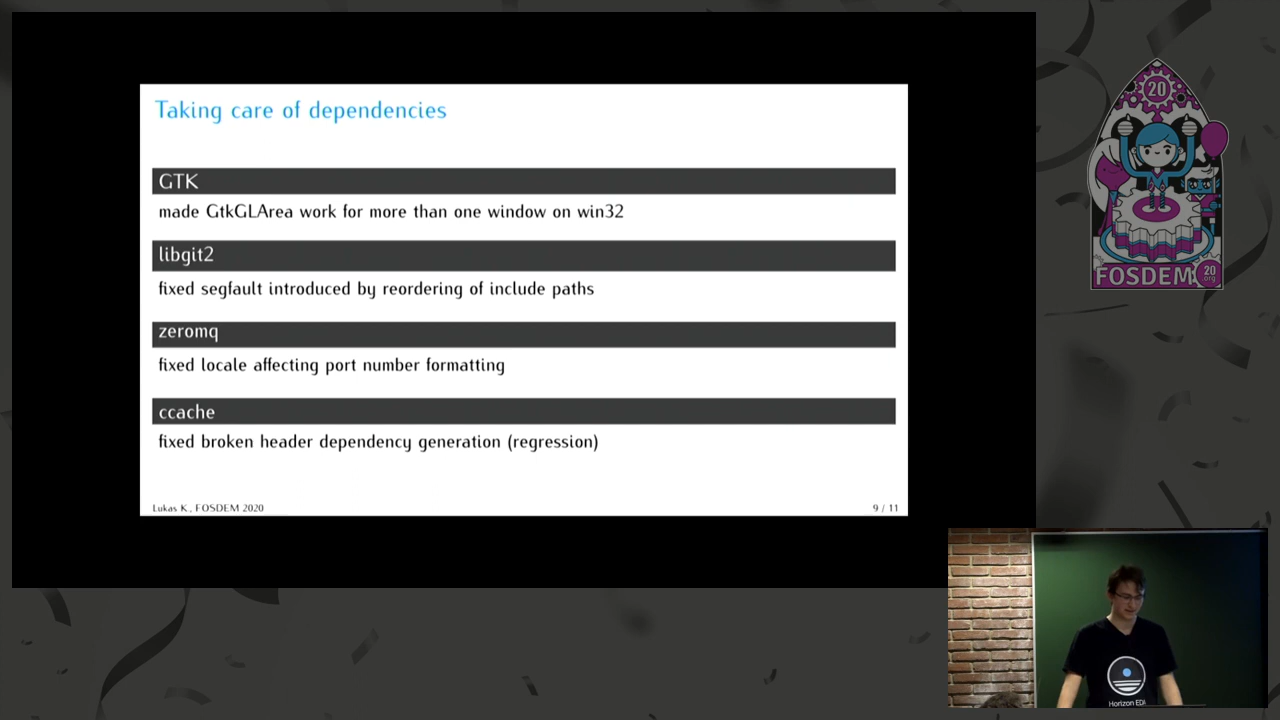 Taking care of dependencies
GTK
made GtkGLArea work for more than one window on win32
libgit2
fixed segfault introduced by reordering of include paths
zeromq
fixed locale affecting port number formatting
ccache
fixed broken header dependency generation (regression)
Lukas K., FOSDEM 2020
9 / 11
20
FOSDEM
20
.org
Horizon EDA